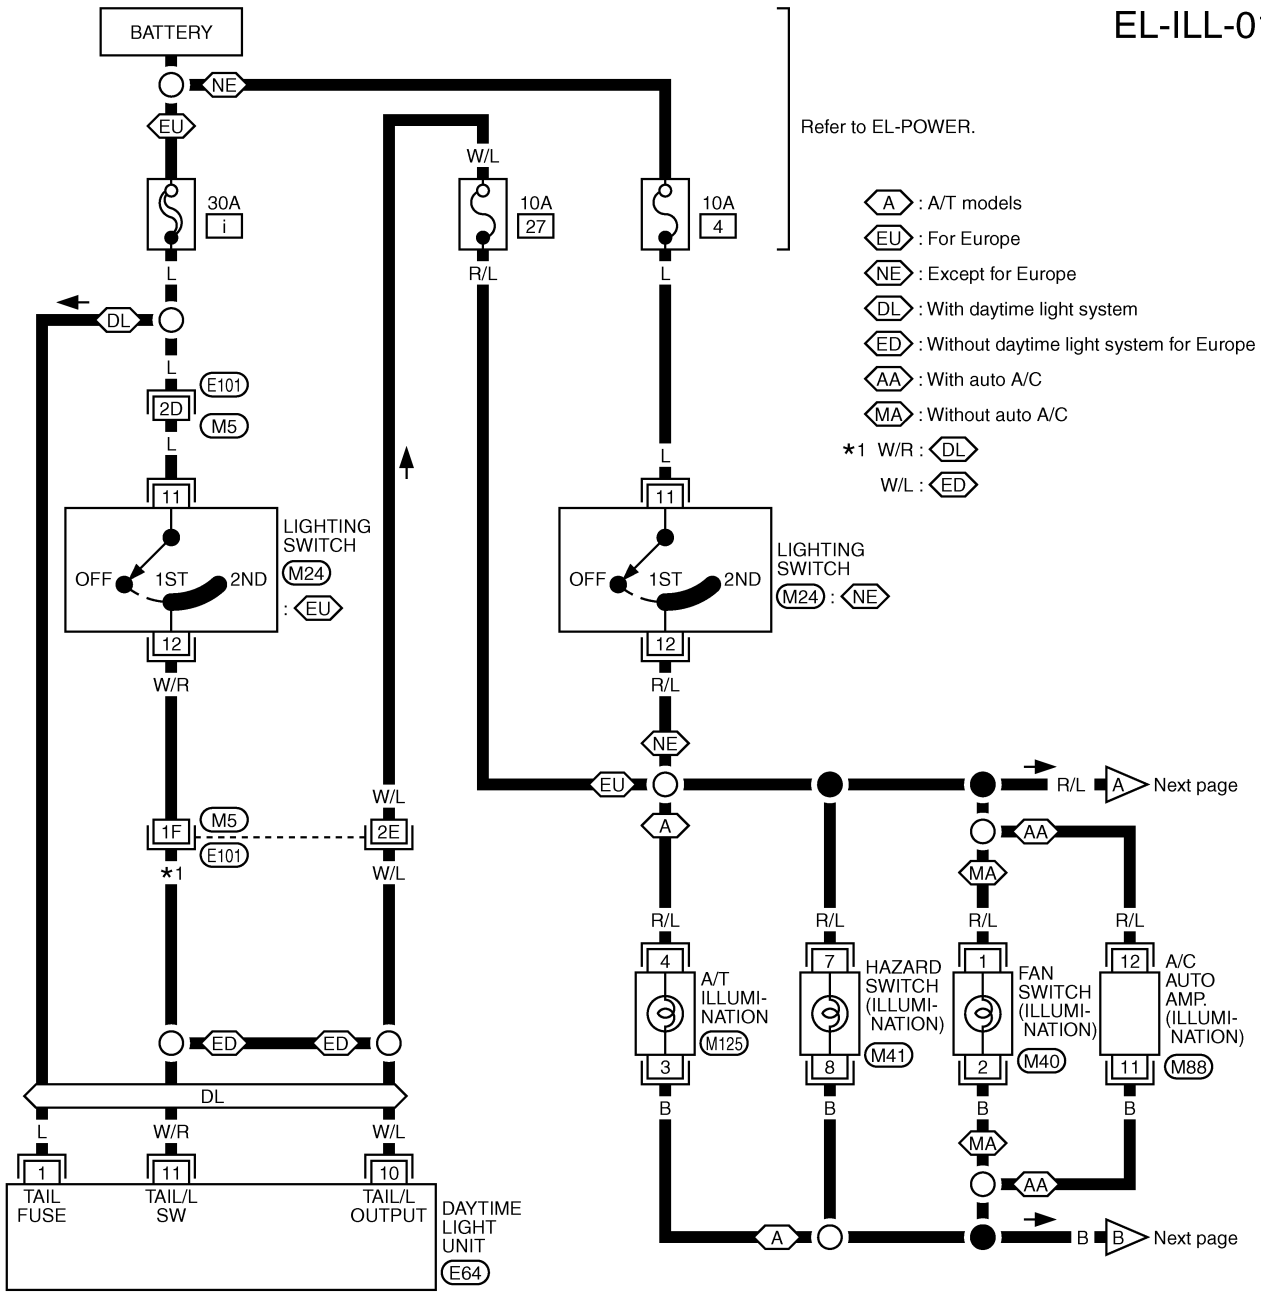 EL-ILL-01
BATTERY
NE
EU
Refer to EL-POWER.
W/L
30A
i
10A
27
10A
4
L
R/L
L
A : A/T models
EU : For Europe
NE : Except for Europe
DL : With daytime light system
ED : Without daytime light system for Europe
AA : With auto A/C
MA : Without auto A/C
*1 W/R : DL
W/L : ED
DL
L
E101
2D
M5
L
L
11
LIGHTING
SWITCH
M24
: EU
OFF
1ST
2ND
12
W/R
11
LIGHTING
SWITCH
M24 : NE
OFF
1ST
2ND
12
R/L
NE
EU
R/L
A
Next page
A
AA
MA
W/L
M5
1F
E101
2E
*1
W/L
R/L
R/L
R/L
R/L
4
A/T
ILLUMI-
NATION
M125
3
7
HAZARD
SWITCH
(ILLUMI-
NATION)
M41
8
1
FAN
SWITCH
(ILLUMI-
NATION)
M40
2
12
A/C
AUTO
AMP.
(ILLUMI-
NATION)
M88
11
ED
ED
DL
B
B
B
B
MA
AA
L
W/R
W/L
1
11
10
TAIL
FUSE
TAIL/L
SW
TAIL/L
OUTPUT
DAYTIME
LIGHT
UNIT
E64
A
B
B
Next page